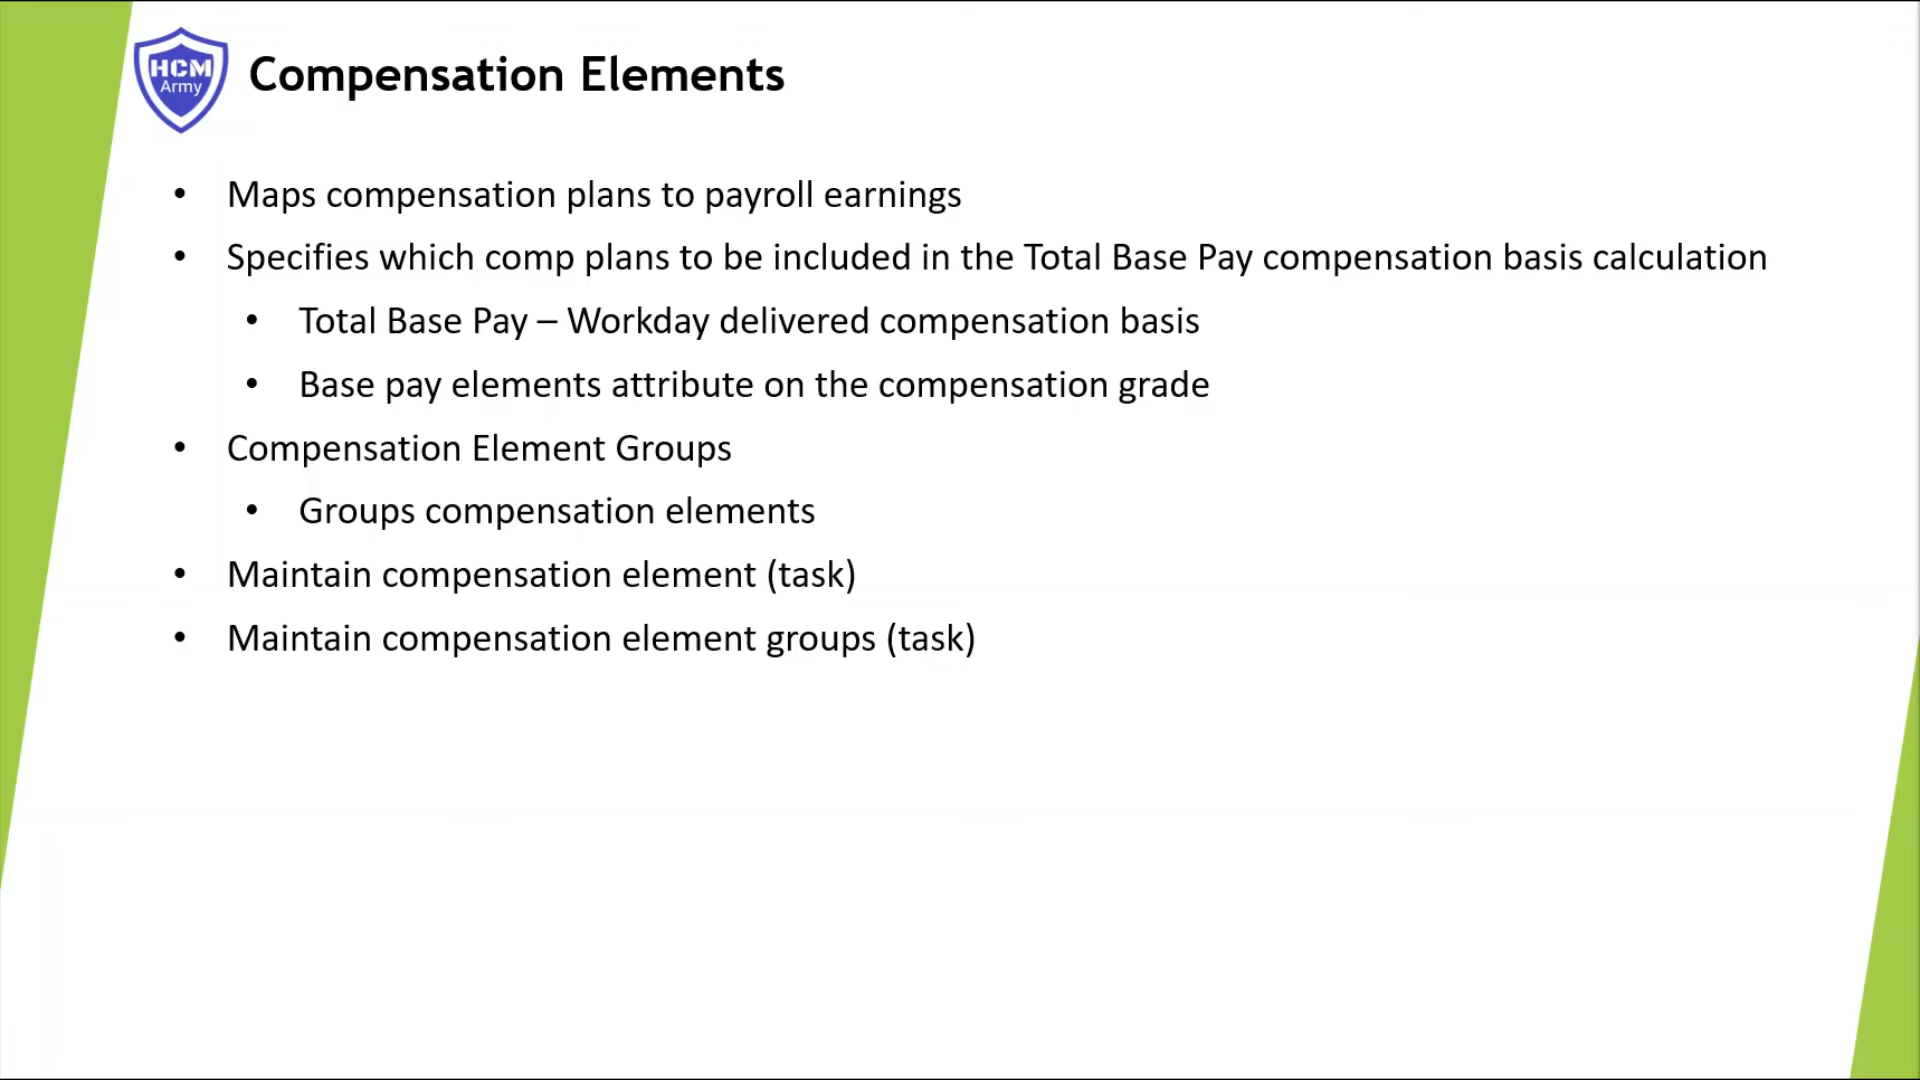 HCM
Army
Compensation Elements
• Maps compensation plans to payroll earnings
• Specifies which comp plans to be included in the Total Base Pay compensation basis calculation
• Total Base Pay – Workday delivered compensation basis
• Base pay elements attribute on the compensation grade
• Compensation Element Groups
• Groups compensation elements
• Maintain compensation element (task)
• Maintain compensation element groups (task)